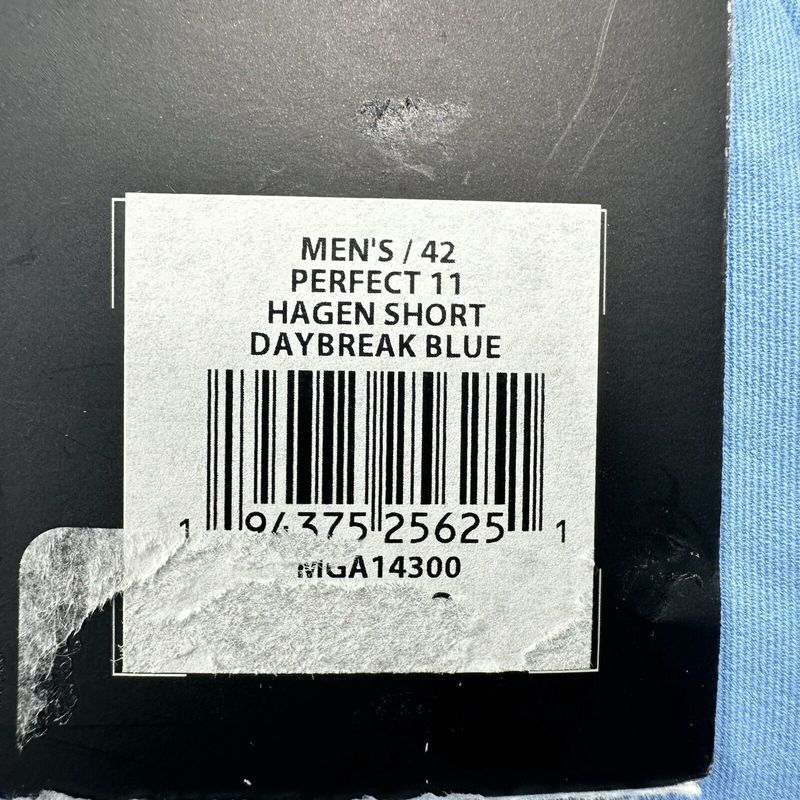 MEN'S / 42
PERFECT 11
HAGEN SHORT
DAYBREAK BLUE
1 94375 25625 1
MGA14300